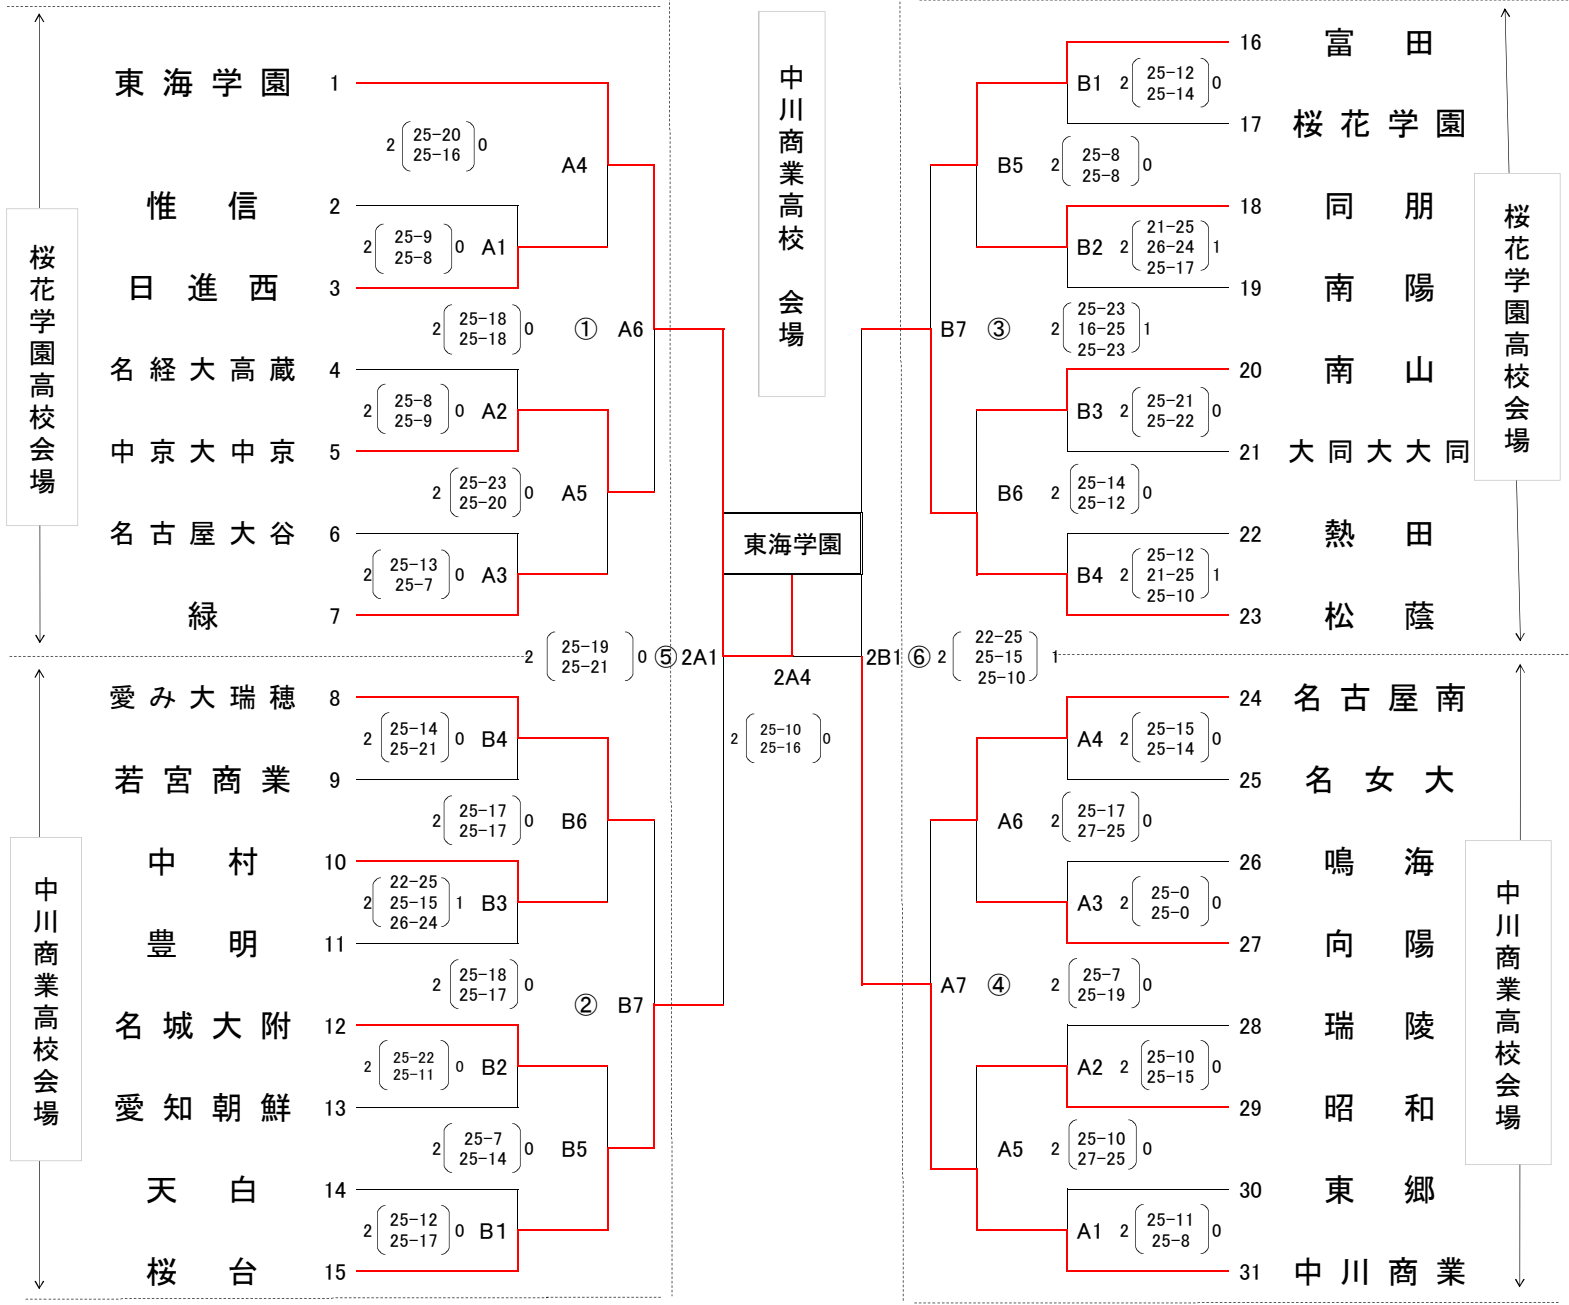 東海学園 1
2 25-20 0
25-16
A4
惟信 2
2 25-9 0 A1
25-8
日進西 3
2 25-18 0 ① A6
25-18
名経大高蔵 4
2 25-8 0 A2
25-9
中京大中京 5
2 25-23 0 A5
25-20
名古屋大谷 6
2 25-13 0 A3
25-7
緑 7
桜花学園高校会場
2 25-19 0 ⑤ 2A1
25-21
愛み大瑞穂 8
2 25-14 0 B4
25-21
若宮商業 9
2 25-17 0 B6
25-17
中村 10
2 22-25 1 B3
25-15
26-24
豊明 11
2 25-18 0 ② B7
25-17
名城大附 12
2 25-22 0 B2
25-11
愛知朝鮮 13
2 25-7 0 B5
25-14
天白 14
2 25-12 0 B1
25-17
桜台 15
中川商業高校会場
中川商業高校 会場
東海学園
2A4
2 25-10 0
25-16
16 富田
B1 2 25-12 0
25-14
17 桜花学園
B5 2 25-8 0
25-8
18 同朋
B2 2 21-25 1
26-24
25-17
19 南陽
B7 ③ 2 25-23 1
16-25
25-23
20 南山
B3 2 25-21 0
25-22
21 大同大大同
B6 2 25-14 0
25-12
22 熱田
B4 2 25-12 1
21-25
25-10
23 松蔭
桜花学園高校会場
2B1 ⑥ 2 22-25 1
25-15
25-10
24 名古屋南
A4 2 25-15 0
25-14
25 名女大
A6 2 25-17 0
27-25
26 鳴海
A3 2 25-0 0
25-0
27 向陽
A7 ④ 2 25-7 0
25-19
28 瑞陵
A2 2 25-10 0
25-15
29 昭和
A5 2 25-10 0
27-25
30 東郷
A1 2 25-11 0
25-8
31 中川商業
中川商業高校会場